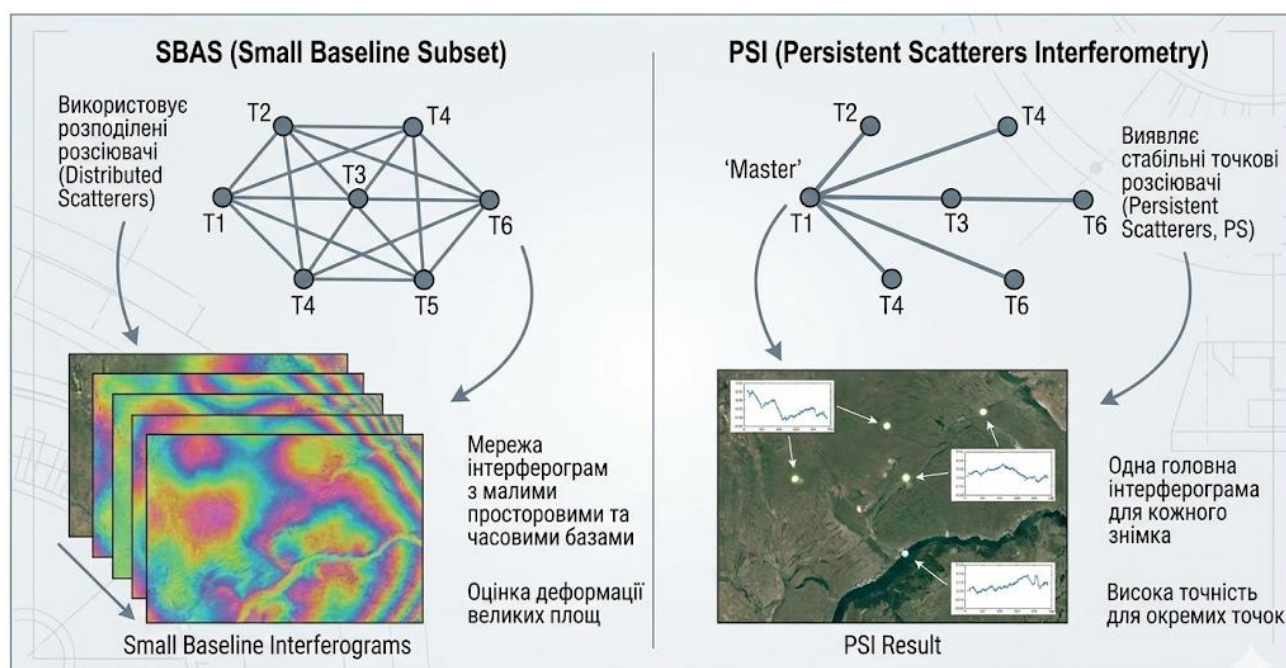 SBAS (Small Baseline Subset)
Використовує
розподілені
розсіювачі
(Distributed
Scatterers)
T2
T4
T3
T1
T6
T4
T5
Мережа
інтерферограм
з малими
просторовими та
часовими базами
Оцінка деформації
великих площ
Small Baseline Interferograms
PSI (Persistent Scatterers Interferometry)
T2
T4
'Master'
T1
T3
T6
T4
T6
Виявляє
стабільні точкові
розсіювачі
(Persistent
Scatterers, PS)
Одна головна
інтерферограма
для кожного
знімка
Висока точність
для окремих точок
PSI Result